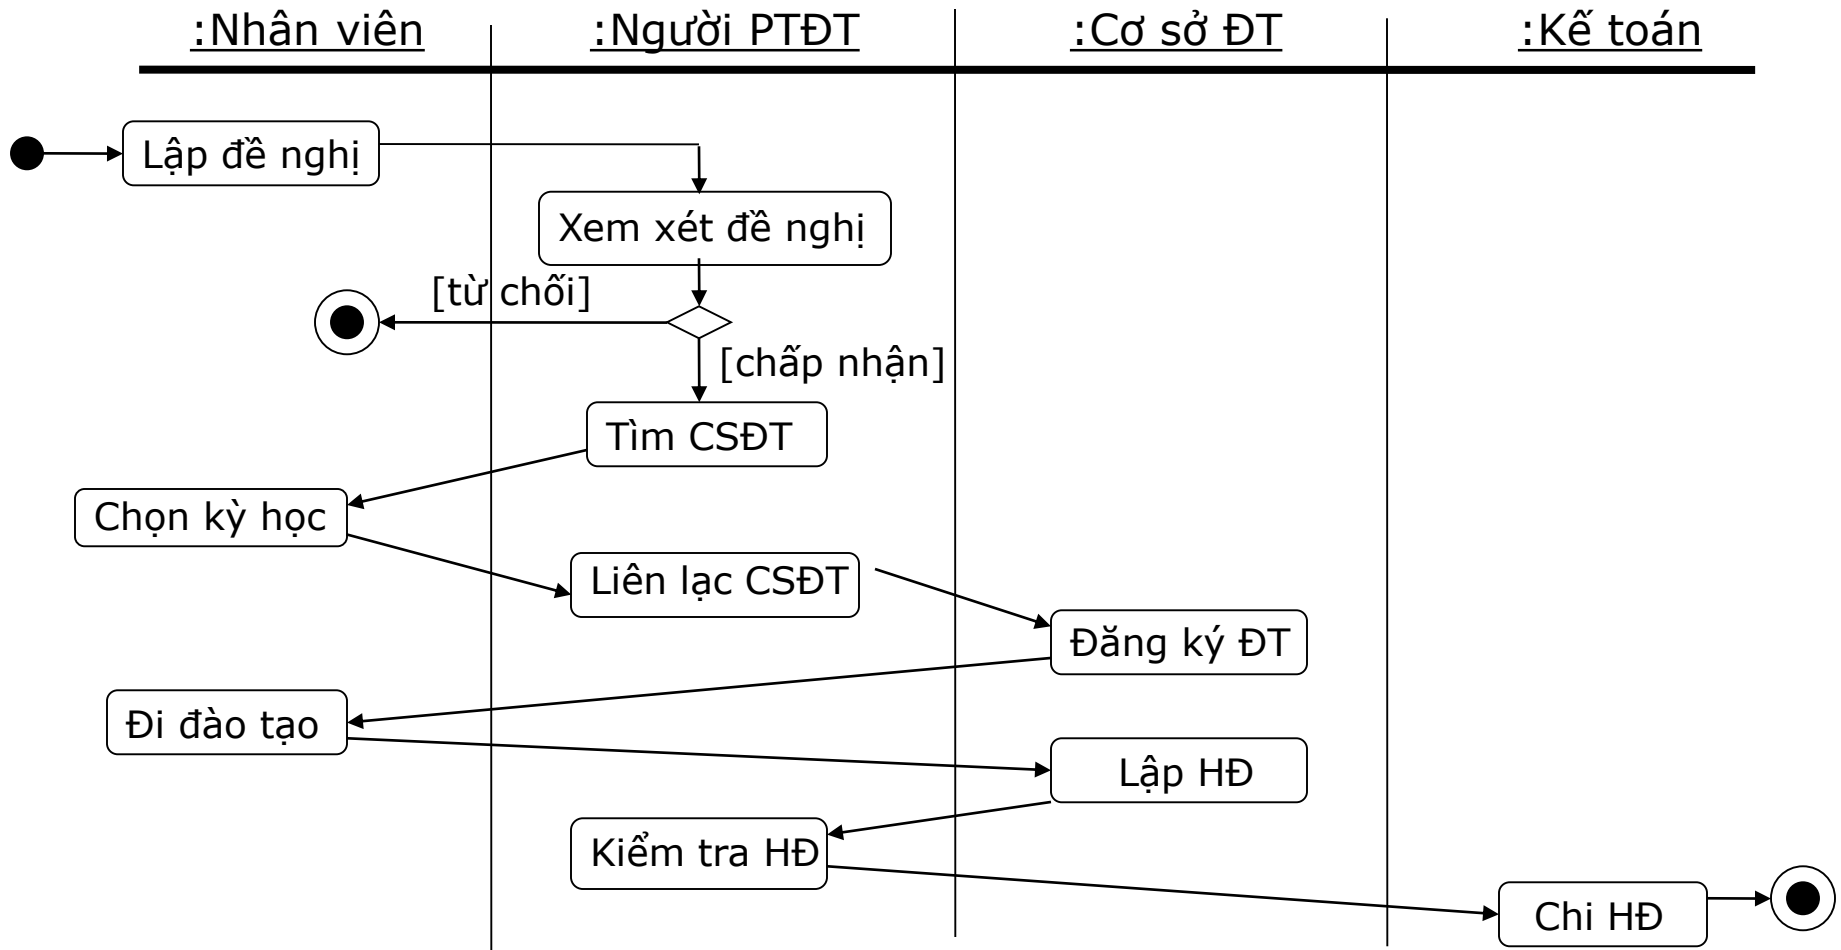 :Nhân viên
:Người PTĐT
:Cơ sở ĐT
:Kế toán
Lập đề nghị
Xem xét đề nghị
[từ chối]
[chấp nhận]
Tìm CSĐT
Chọn kỳ học
Liên lạc CSĐT
Đăng ký ĐT
Đi đào tạo
Lập HĐ
Kiểm tra HĐ
Chi HĐ